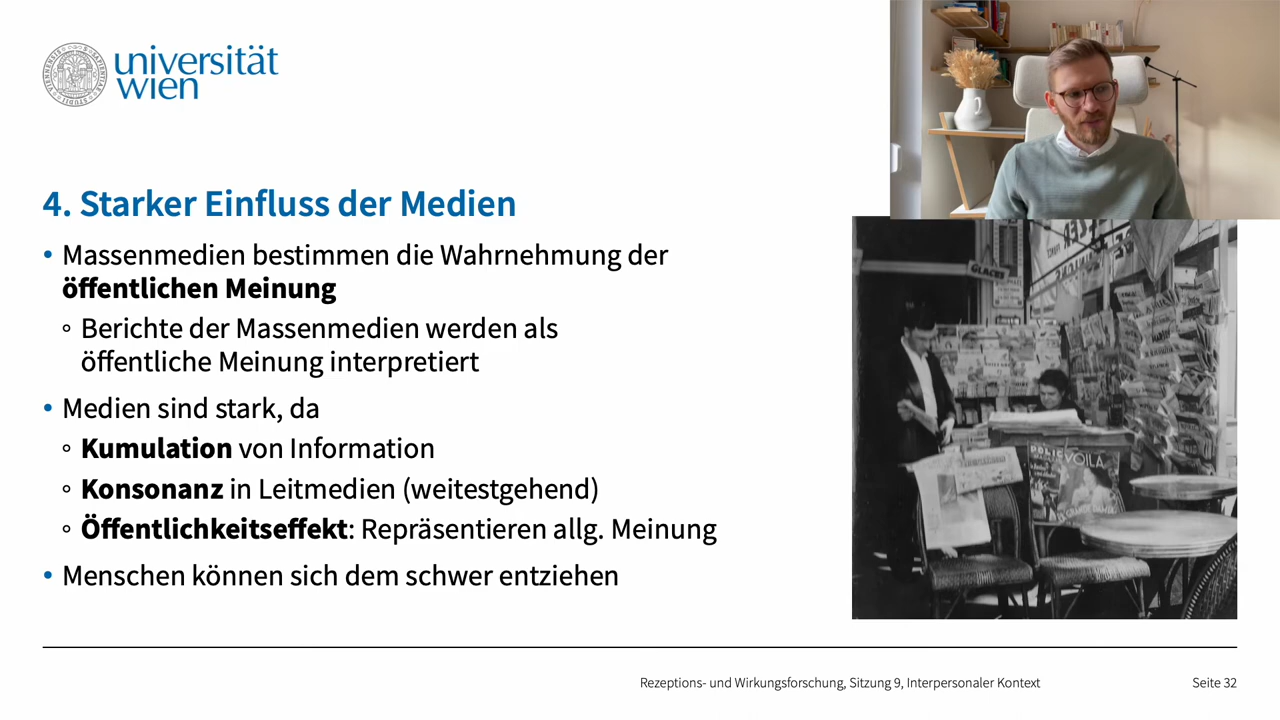 universität
wien
4. Starker Einfluss der Medien
• Massenmedien bestimmen die Wahrnehmung der
öffentlichen Meinung
◦ Berichte der Massenmedien werden als
öffentliche Meinung interpretiert
• Medien sind stark, da
◦ Kumulation von Information
◦ Konsonanz in Leitmedien (weitestgehend)
◦ Öffentlichkeitseffekt: Repräsentieren allg. Meinung
• Menschen können sich dem schwer entziehen
GLACES
VOILÀ
Rezeptions- und Wirkungsforschung, Sitzung 9, Interpersonaler Kontext
Seite 32